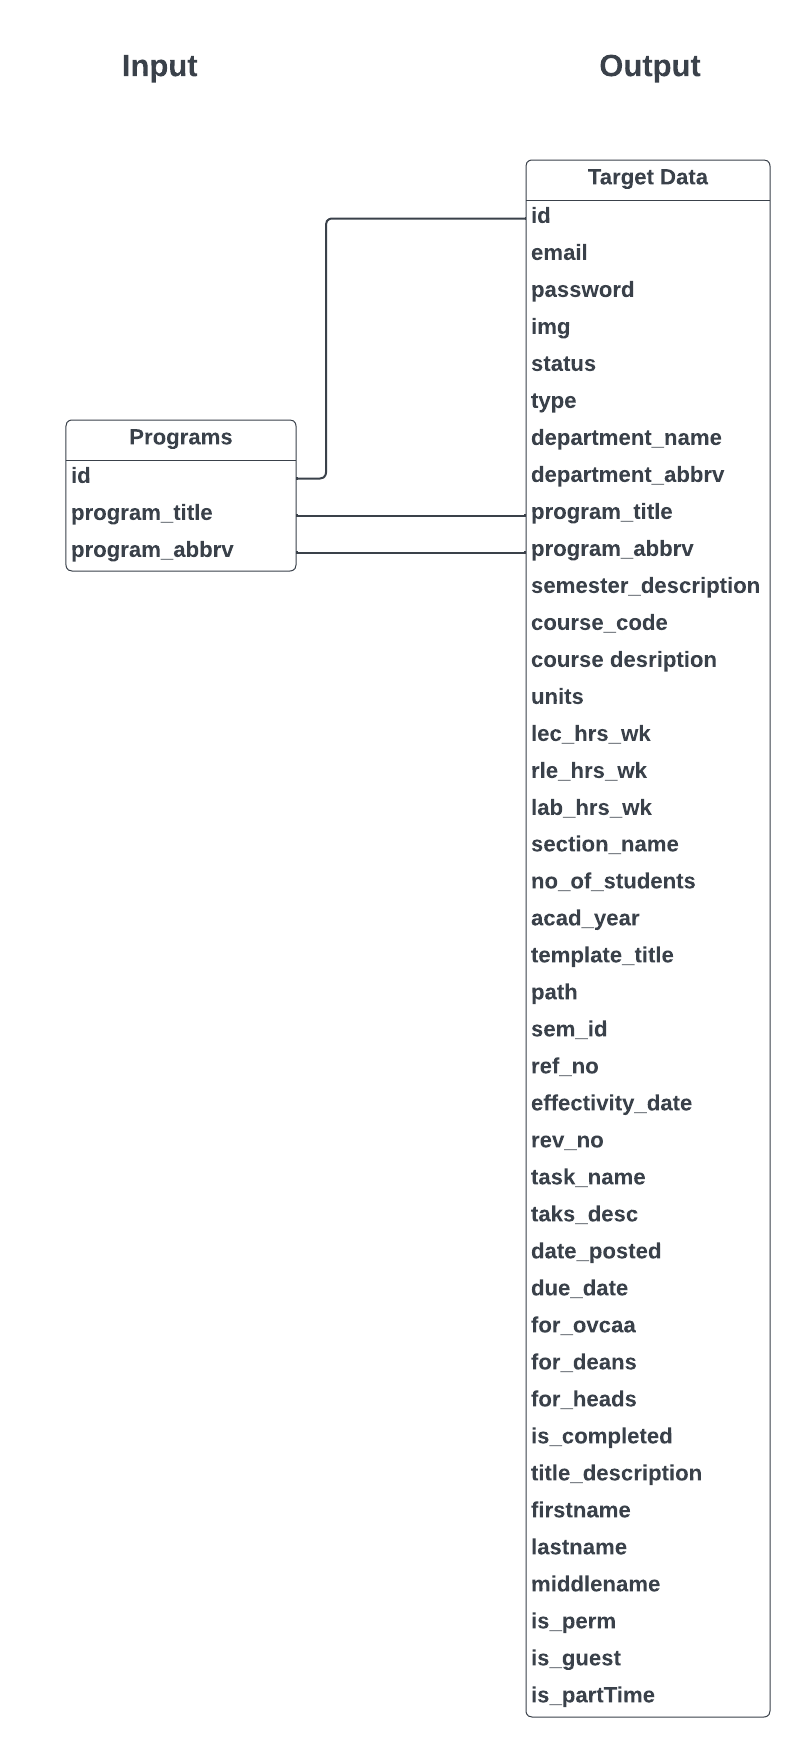 Input
Output
Programs
id
program_title
program_abbrv
Target Data
id
email
password
img
status
type
department_name
department_abbrv
program_title
program_abbrv
semester_description
course_code
course desription
units
lec_hrs_wk
rle_hrs_wk
lab_hrs_wk
section_name
no_of_students
acad_year
template_title
path
sem_id
ref_no
effectivity_date
rev_no
task_name
taks_desc
date_posted
due_date
for_ovcaa
for_deans
for_heads
is_completed
title_description
firstname
lastname
middlename
is_perm
is_guest
is_partTime